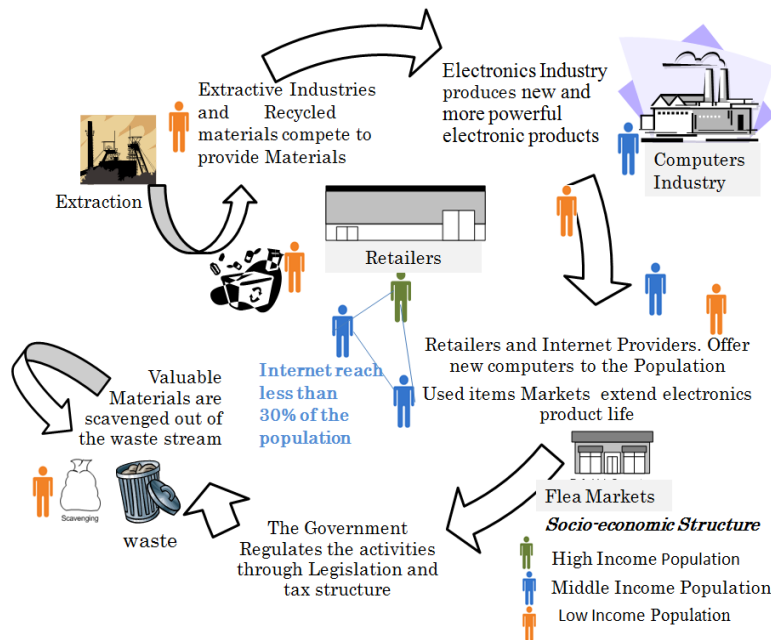 Extractive Industries
and Recycled
materials compete to
provide Materials
Electronics Industry
produces new and
more powerful
electronic products
Computers
Industry
Extraction
Retailers
Internet reach
less than
30% of the
population
Retailers and Internet Providers. Offer
new computers to the Population
Used items Markets extend electronics
product life
Valuable
Materials are
scavenged out of
the waste stream
Scavenging
waste
Flea Markets
The Government
Regulates the activities
through Legislation and
tax structure
Socio-economic Structure
High Income Population
Middle Income Population
Low Income Population